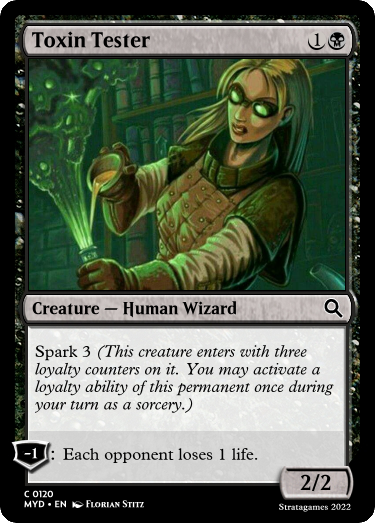 Toxin Tester 1
Creature — Human Wizard
Spark 3 (This creature enters with three
loyalty counters on it. You may activate a
loyalty ability of this permanent once during
your turn as a sorcery.)
-1: Each opponent loses 1 life.
2/2
C 0120
MYD • EN Florian Stitz
Stratagames 2022